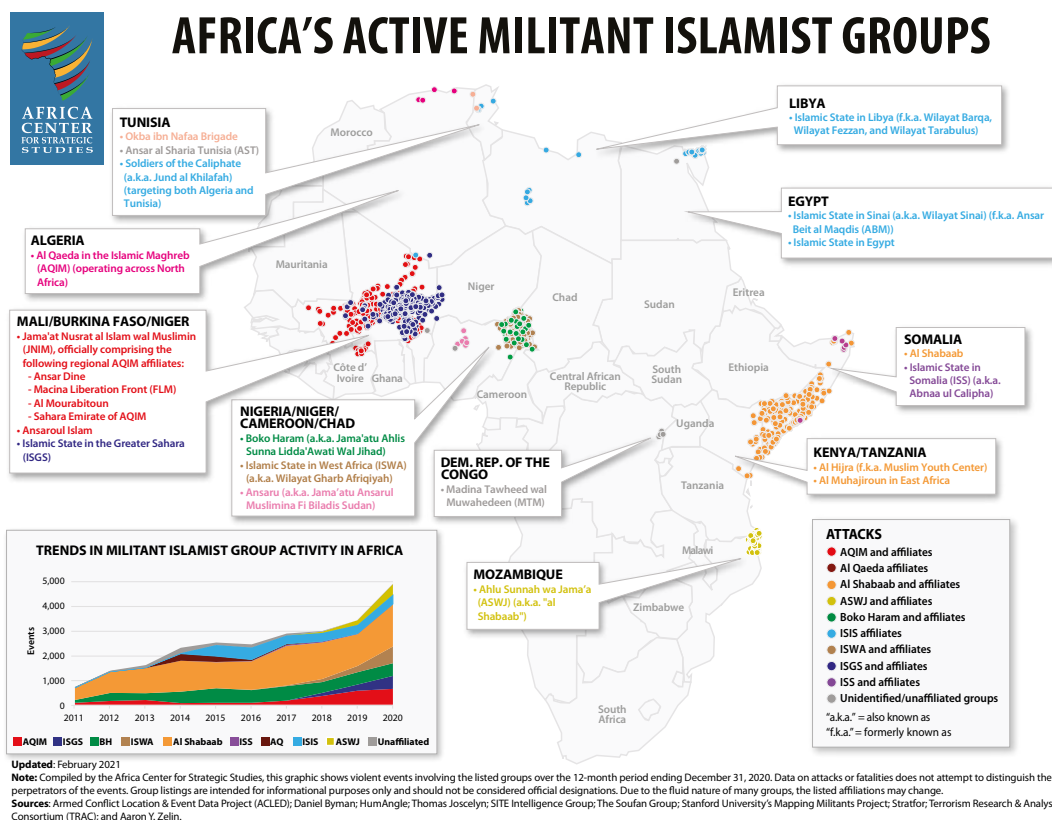 AFRICA'S ACTIVE MILITANT ISLAMIST GROUPS
AFRICA
CENTER
FOR STRATEGIC
STUDIES
TUNISIA
• Okba ibn Nafaa Brigade
• Ansar al Sharia Tunisia (AST)
• Soldiers of the Caliphate
(a.k.a. Jund al Khilafah)
(targeting both Algeria and
Tunisia)
LIBYA
• Islamic State in Libya (f.k.a. Wilayat Barqa,
Wilayat Fezzan, and Wilayat Tarabulus)
EGYPT
• Islamic State in Sinai (a.k.a. Wilayat Sinai) (f.k.a. Ansar
Beit al Maqdis (ABM))
• Islamic State in Egypt
ALGERIA
• Al Qaeda in the Islamic Maghreb
(AQIM) (operating across North
Africa)
MALI/BURKINA FASO/NIGER
• Jama'at Nusrat al Islam wal Muslimin
(JNIM), officially comprising the
following regional AQIM affiliates:
- Ansar Dine
- Macina Liberation Front (FLM)
- Al Mourabitoun
- Sahara Emirate of AQIM
• Ansaroul Islam
• Islamic State in the Greater Sahara
(ISGS)
SOMALIA
• Al Shabaab
• Islamic State in
Somalia (ISS) (a.k.a.
Abnaa ul Calipha)
NIGERIA/NIGER/
CAMEROON/CHAD
• Boko Haram (a.k.a. Jama'atu Ahlis
Sunna Lidda'Awati Wal Jihad)
• Islamic State in West Africa (ISWA)
(a.k.a. Wilayat Gharb Afriqiyah)
• Ansaru (a.k.a. Jama'atu Ansarul
Muslimina Fi Biladis Sudan)
DEM. REP. OF THE
CONGO
• Madina Tawheed wal
Muwahedeen (MTM)
KENYA/TANZANIA
• Al Hijra (f.k.a. Muslim Youth Center)
• Al Muhajiroun in East Africa
MOZAMBIQUE
• Ahlu Sunnah wa Jama'a
(ASWJ) (a.k.a. "al
Shabaab")
Morocco
Mauritania
Niger
Chad
Sudan
Eritrea
Côte d'
Ivoire
Ghana
Cameroon
Central African
Republic
South
Sudan
Ethiopia
Uganda
Tanzania
Malawi
Zimbabwe
South
Africa
ATTACKS
AQIM and affiliates
Al Qaeda affiliates
Al Shabaab and affiliates
ASWJ and affiliates
Boko Haram and affiliates
ISIS affiliates
ISWA and affiliates
ISGS and affiliates
ISS and affiliates
Unidentified/unaffiliated groups
"a.k.a." = also known as
"f.k.a." = formerly known as
TRENDS IN MILITANT ISLAMIST GROUP ACTIVITY IN AFRICA
Events
5,000
4,000
3,000
2,000
1,000
0
2011 2012 2013 2014 2015 2016 2017 2018 2019 2020
AQIM ISGS BH ISWA Al Shabaab ISS AQ ISIS ASWJ Unaffiliated
Updated: February 2021
Note: Compiled by the Africa Center for Strategic Studies, this graphic shows violent events involving the listed groups over the 12-month period ending December 31, 2020. Data on attacks or fatalities does not attempt to distinguish the
perpetrators of the events. Group listings are intended for informational purposes only and should not be considered official designations. Due to the fluid nature of many groups, the listed affiliations may change.
Sources: Armed Conflict Location & Event Data Project (ACLED); Daniel Byman; HumAngle; Thomas Joscelyn; SITE Intelligence Group; The Soufan Group; Stanford University's Mapping Militants Project; Stratfor; Terrorism Research & Analys
Consortium (TRAC); and Aaron Y. Zelin.